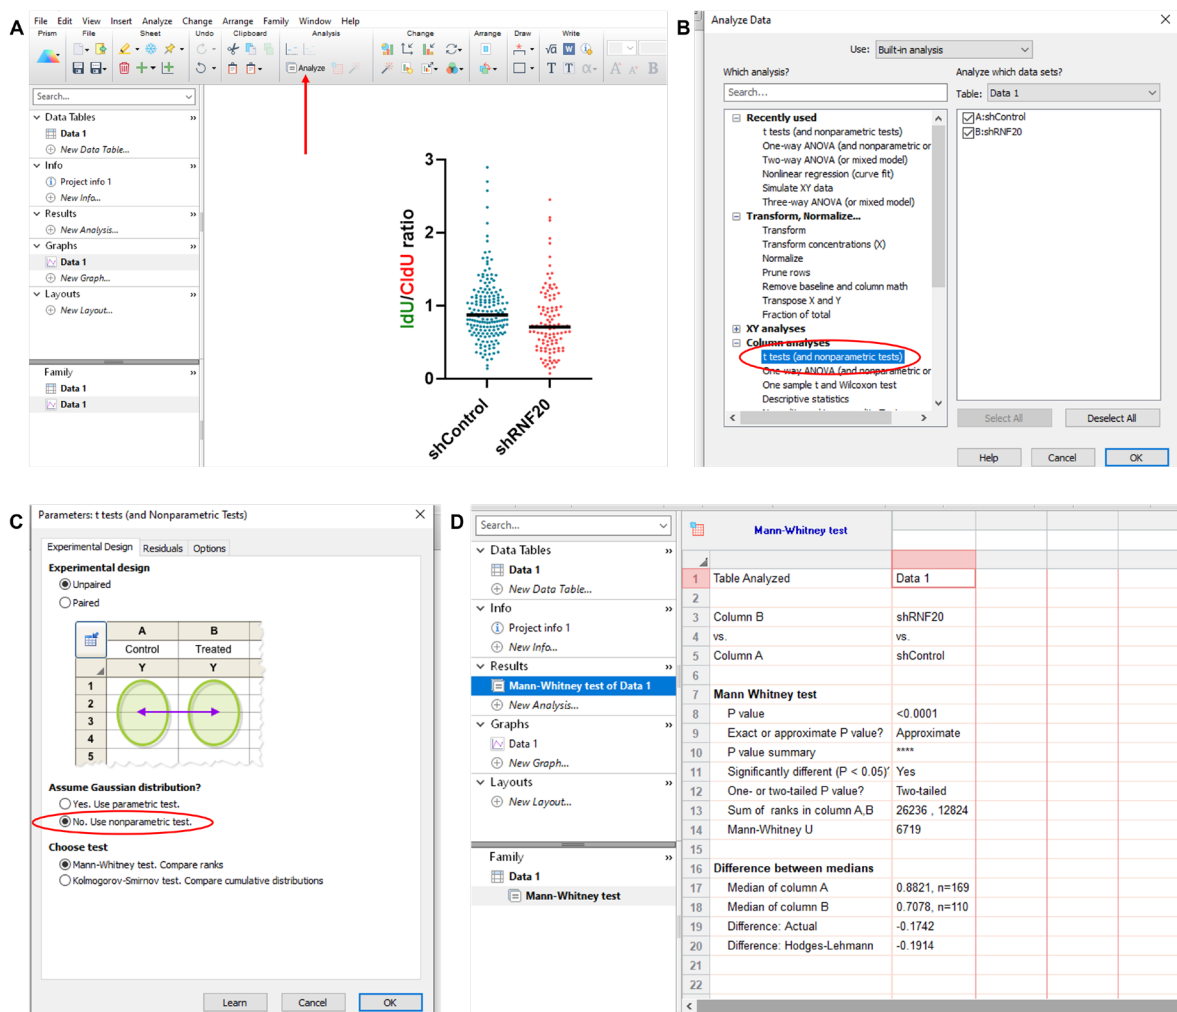 A
File Edit View Insert Analyze Change Arrange Family Window Help
Prism File Sheet Undo Clipboard Analysis Change Arrange Draw Write
Analyze
Search...
Data Tables
Data 1
New Data Table...
Info
Project info 1
New Info...
Results
New Analysis...
Graphs
Data 1
New Graph...
Layouts
New Layout...
Family
Data 1
Data 1
IdU/CldU ratio
3
2
1
0
shControl
shRNF20
B
Analyze Data
Use: Built-in analysis
Which analysis?
Search...
Recently used
t tests (and nonparametric tests)
One-way ANOVA (and nonparametric or
Two-way ANOVA (or mixed model)
Nonlinear regression (curve fit)
Simulate XY data
Three-way ANOVA (or mixed model)
Transform, Normalize...
Transform
Transform concentrations (X)
Normalize
Prune rows
Remove baseline and column math
Transpose X and Y
Fraction of total
XY analyses
Column analyses
t tests (and nonparametric tests)
One-way ANOVA (and nonparametric or
One sample t and Wilcoxon test
Descriptive statistics
Analyze which data sets?
Table: Data 1
A:shControl
B:shRNF20
Select All Deselect All
Help Cancel OK
C
Parameters: t tests (and Nonparametric Tests)
Experimental Design Residuals Options
Experimental design
Unpaired
Paired
A B
Control Treated
Y Y
1
2
3
4
5
Assume Gaussian distribution?
Yes. Use parametric test.
No. Use nonparametric test.
Choose test
Mann-Whitney test. Compare ranks
Kolmogorov-Smirnov test. Compare cumulative distributions
Learn Cancel OK
D
Search...
Data Tables
Data 1
New Data Table...
Info
Project info 1
New Info...
Results
Mann-Whitney test of Data 1
New Analysis...
Graphs
Data 1
New Graph...
Layouts
New Layout...
Family
Data 1
Mann-Whitney test
Mann-Whitney test
1 Table Analyzed Data 1
2
3 Column B shRNF20
4 vs. vs.
5 Column A shControl
6
7 Mann Whitney test
8 P value <0.0001
9 Exact or approximate P value? Approximate
10 P value summary ****
11 Significantly different (P < 0.05)? Yes
12 One- or two-tailed P value? Two-tailed
13 Sum of ranks in column A,B 26236 , 12824
14 Mann-Whitney U 6719
15
16 Difference between medians
17 Median of column A 0.8821, n=169
18 Median of column B 0.7078, n=110
19 Difference: Actual -0.1742
20 Difference: Hodges-Lehmann -0.1914
21
22